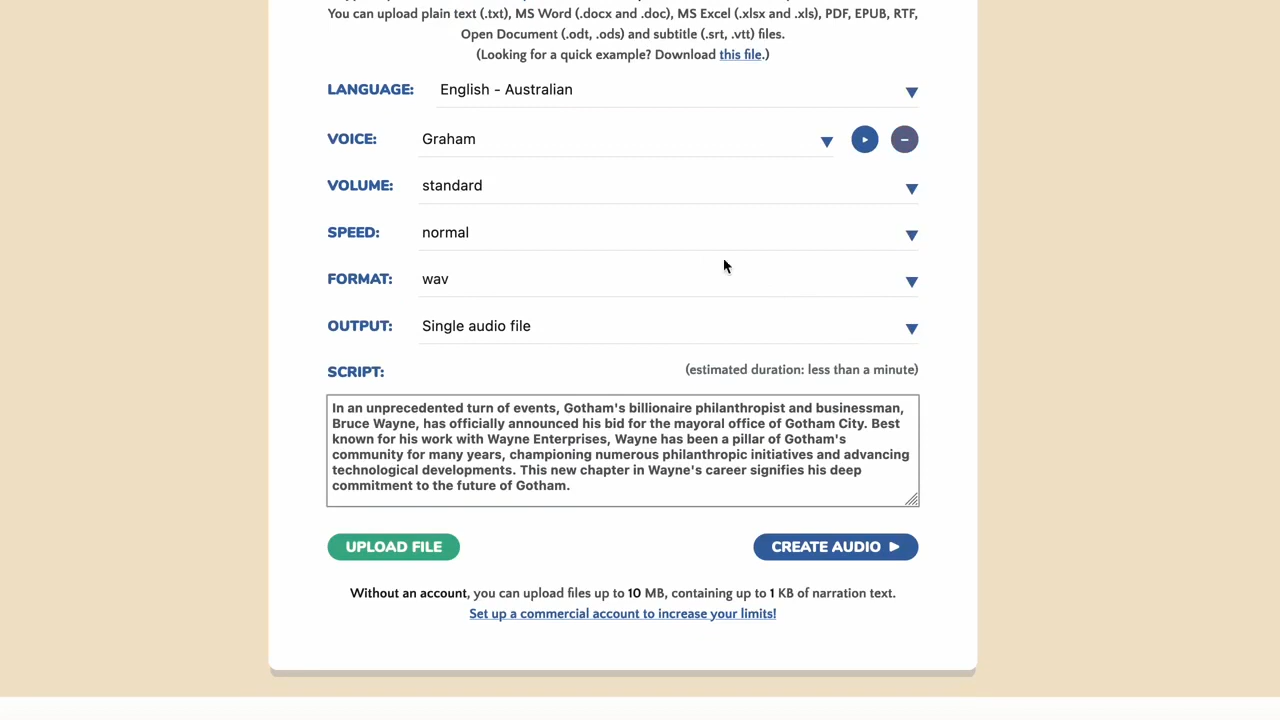 You can upload plain text (.txt), MS Word (.docx and .doc), MS Excel (.xlsx and .xls), PDF, EPUB, RTF,
Open Document (.odt, .ods) and subtitle (.srt, .vtt) files.
(Looking for a quick example? Download this file.)
LANGUAGE: English - Australian
VOICE: Graham
VOLUME: standard
SPEED: normal
FORMAT: wav
OUTPUT: Single audio file
SCRIPT: (estimated duration: less than a minute)
In an unprecedented turn of events, Gotham's billionaire philanthropist and businessman,
Bruce Wayne, has officially announced his bid for the mayoral office of Gotham City. Best
known for his work with Wayne Enterprises, Wayne has been a pillar of Gotham's
community for many years, championing numerous philanthropic initiatives and advancing
technological developments. This new chapter in Wayne's career signifies his deep
commitment to the future of Gotham.
UPLOAD FILE CREATE AUDIO
Without an account, you can upload files up to 10 MB, containing up to 1 KB of narration text.
Set up a commercial account to increase your limits!